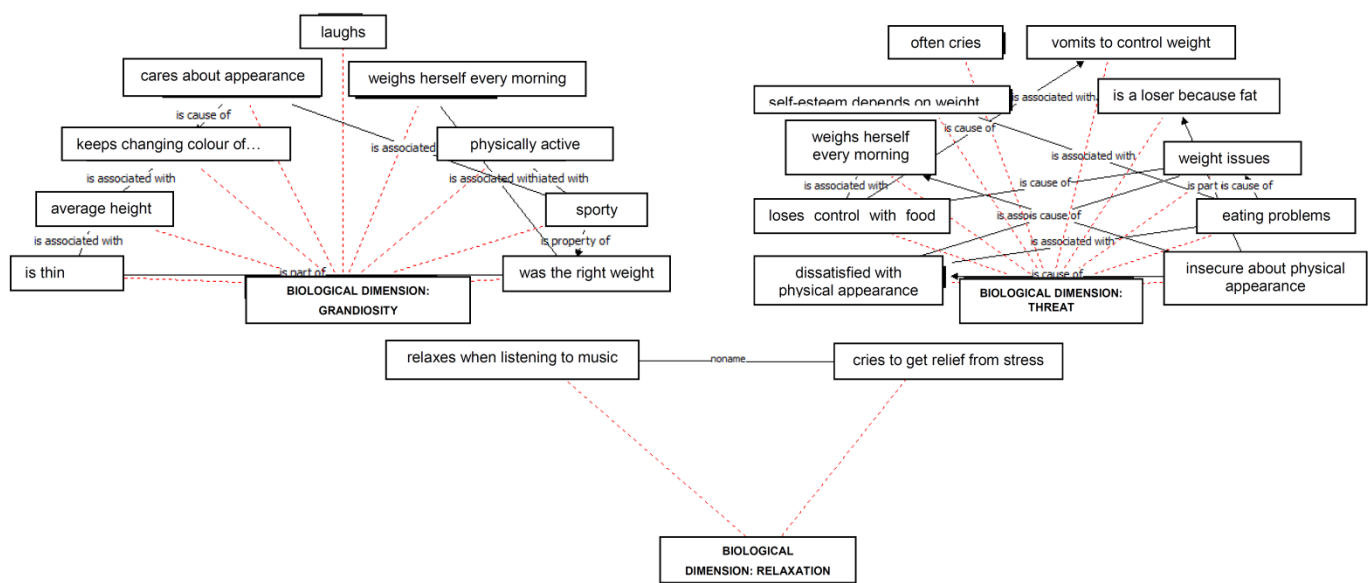 laughs
cares about appearance
weighs herself every morning
is cause of
keeps changing colour of…
physically active
is associated
is associated with
is associated with
iated with
average height
sporty
is associated with
is property of
is thin
is part of
was the right weight
BIOLOGICAL DIMENSION:
GRANDIOSITY
often cries
vomits to control weight
is associated with
self-esteem depends on weight
is a loser because fat
is cause of
weighs herself
every morning
is associated with
weight issues
is associated with
is cause of
is part
is cause of
loses control with food
is asso
is cause of
eating problems
is associated with
dissatisfied with
physical appearance
is cause of
insecure about physical
appearance
BIOLOGICAL DIMENSION:
THREAT
relaxes when listening to music
noname
cries to get relief from stress
BIOLOGICAL
DIMENSION: RELAXATION